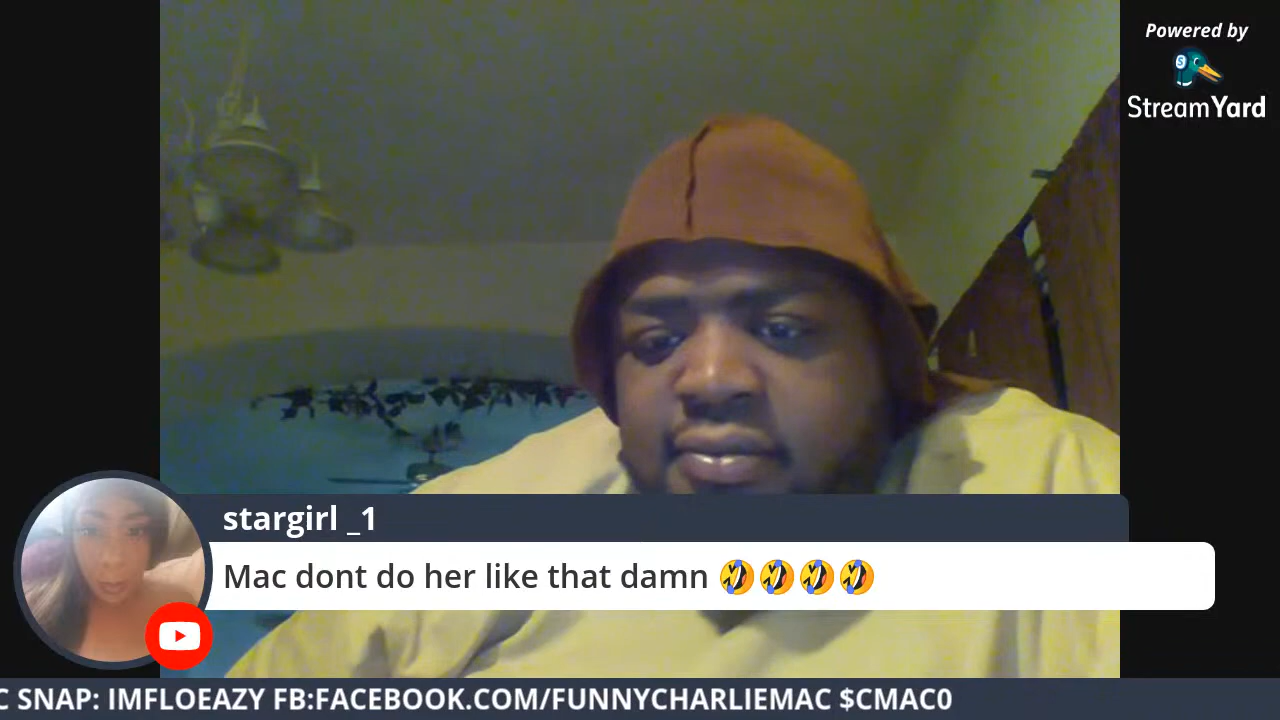 Powered by
StreamYard
stargirl _1
Mac dont do her like that damn 🤣🤣🤣🤣
C SNAP: IMFLOEAZY FB:FACEBOOK.COM/FUNNYCHARLIEMAC $CMAC0